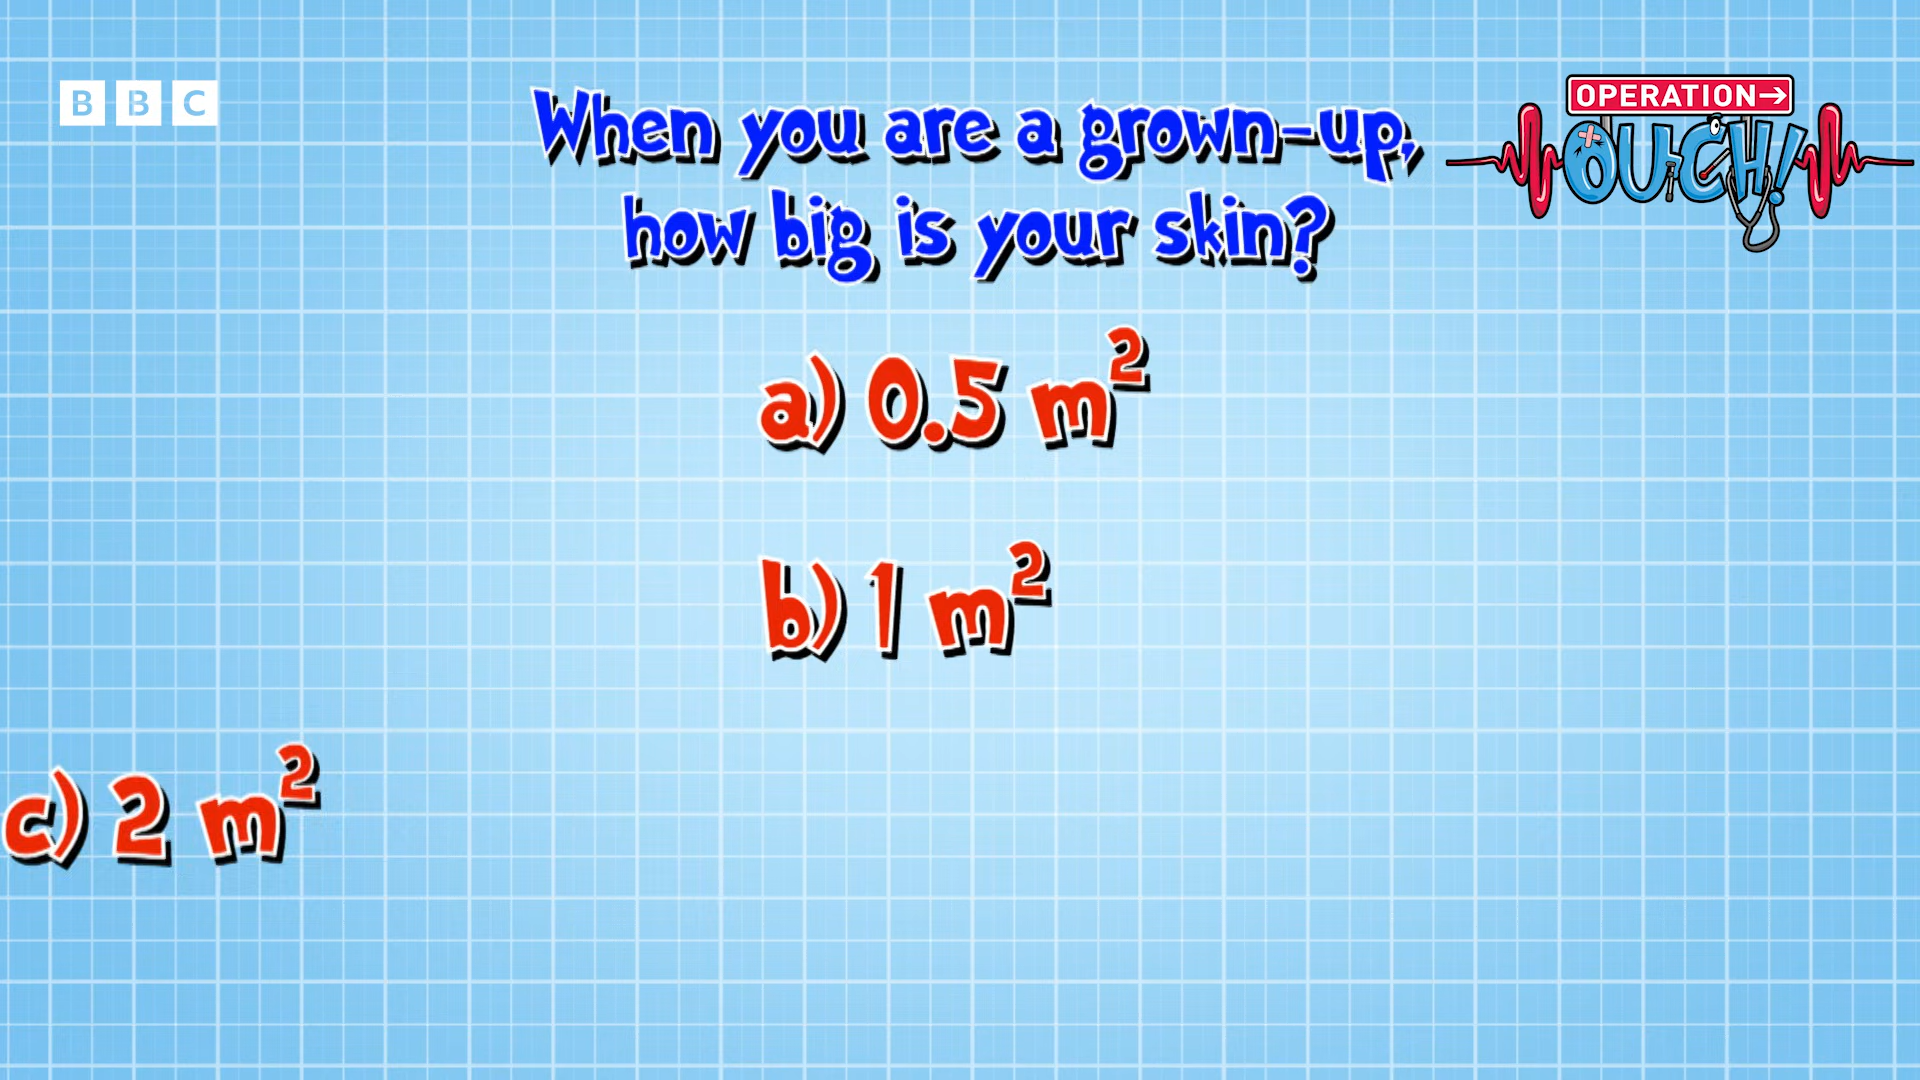 BBC
OPERATION→
OUCH!
When you are a grown-up,
how big is your skin?
a) 0.5 m²
b) 1 m²
c) 2 m²